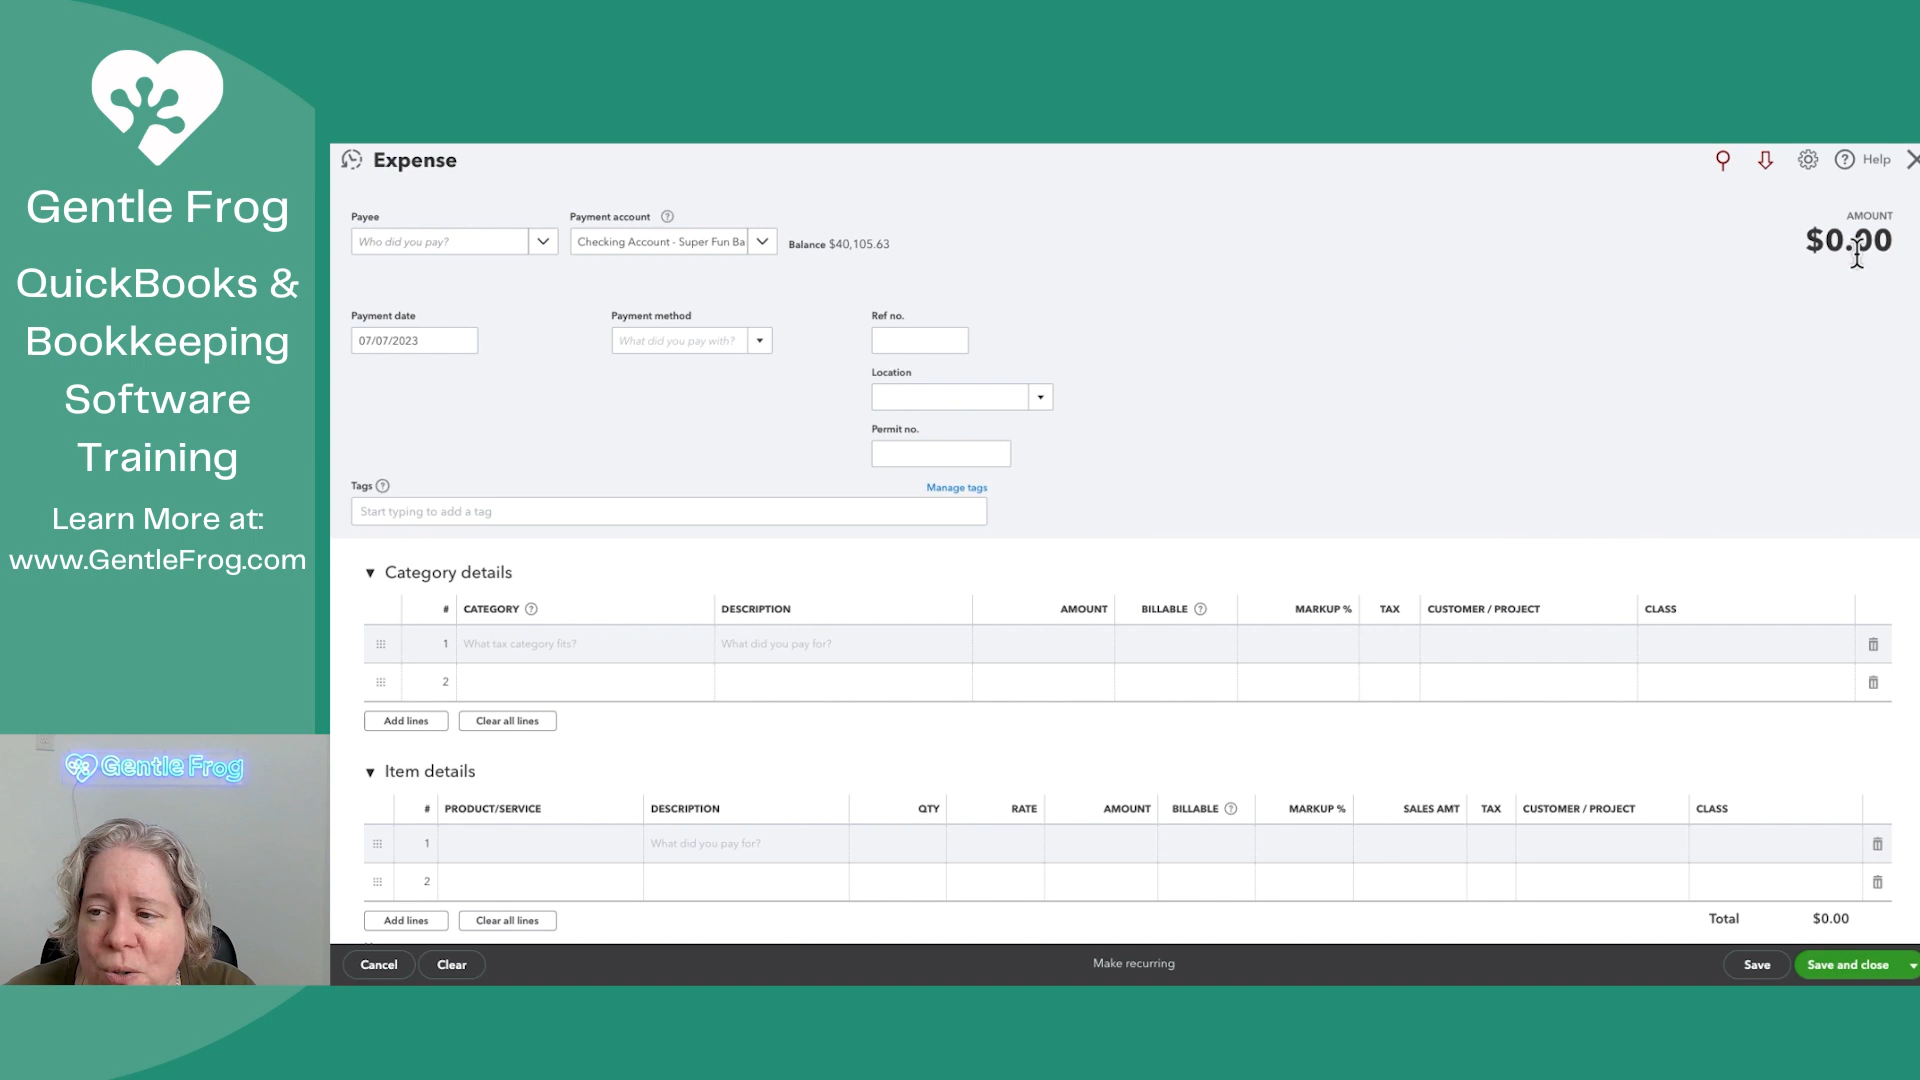 Gentle Frog
QuickBooks &
Bookkeeping
Software
Training
Learn More at:
www.GentleFrog.com
Gentle Frog
Expense
Help
Payee
Who did you pay?
Payment account
Checking Account - Super Fun Ba
Balance $40,105.63
AMOUNT
$0.00
Payment date
07/07/2023
Payment method
What did you pay with?
Ref no.
Location
Permit no.
Tags
Manage tags
Start typing to add a tag
Category details
# CATEGORY DESCRIPTION AMOUNT BILLABLE MARKUP % TAX CUSTOMER / PROJECT CLASS
1 What tax category fits? What did you pay for?
2
Add lines Clear all lines
Item details
# PRODUCT/SERVICE DESCRIPTION QTY RATE AMOUNT BILLABLE MARKUP % SALES AMT TAX CUSTOMER / PROJECT CLASS
1 What did you pay for?
2
Add lines Clear all lines
Total $0.00
Cancel Clear Make recurring Save Save and close